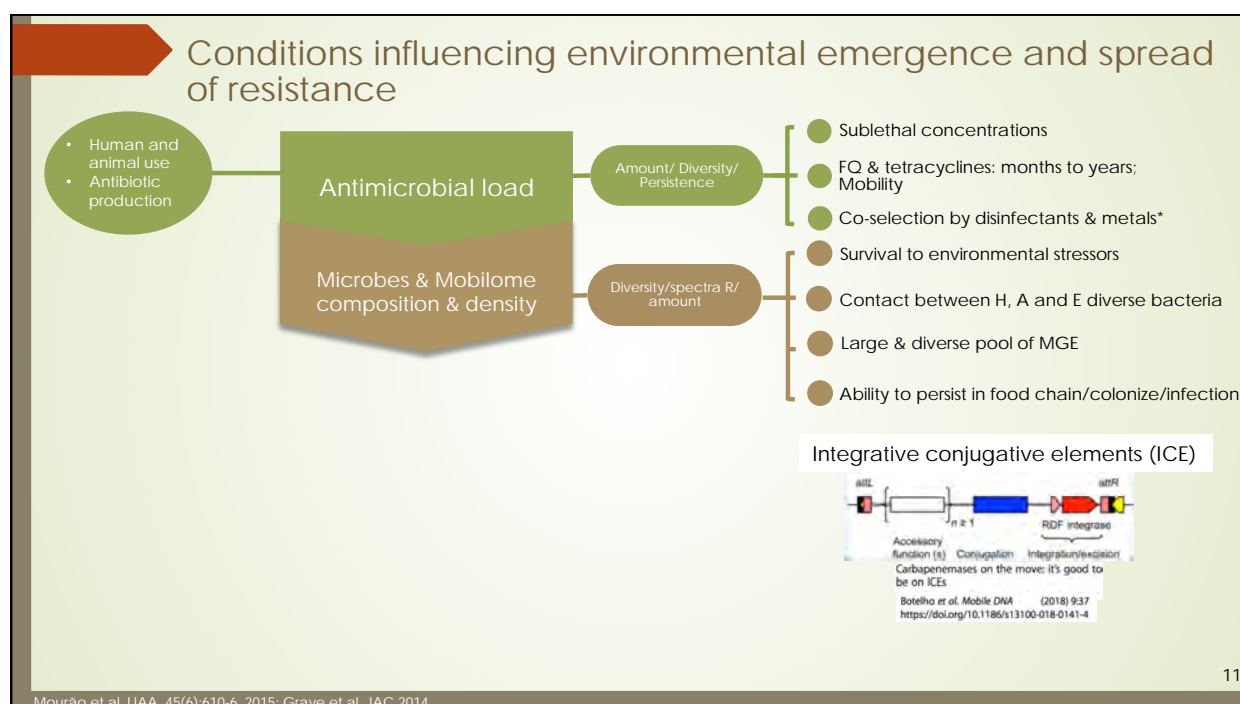 Conditions influencing environmental emergence and spread
of resistance
• Human and
animal use
• Antibiotic
production
Antimicrobial load
Amount/ Diversity/
Persistence
Sublethal concentrations
FQ & tetracyclines: months to years;
Mobility
Co-selection by disinfectants & metals*
Microbes & Mobilome
composition & density
Diversity/spectra R/
amount
Survival to environmental stressors
Contact between H, A and E diverse bacteria
Large & diverse pool of MGE
Ability to persist in food chain/colonize/infection
Integrative conjugative elements (ICE)
attL
attR
n ≥ 1
RDF integrase
Accessory
function (s) Conjugation Integration/excision
Carbapenemases on the move: it's good to
be on ICEs
Botelho et al. Mobile DNA (2018) 9:37
https://doi.org/10.1186/s13100-018-0141-4
11
Mourão et al. IJAA. 45(6):610-6, 2015; Grave et al. JAC 2014